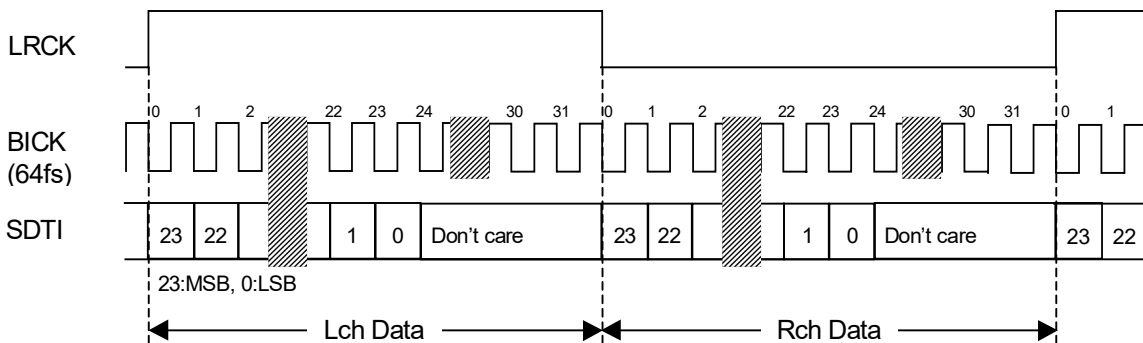 LRCK
0 1 2 22 23 24 30 31 0 1 2 22 23 24 30 31 0 1
BICK
(64fs)
SDTI 23 22 1 0 Don't care 23 22 1 0 Don't care 23 22
23:MSB, 0:LSB
Lch Data Rch Data